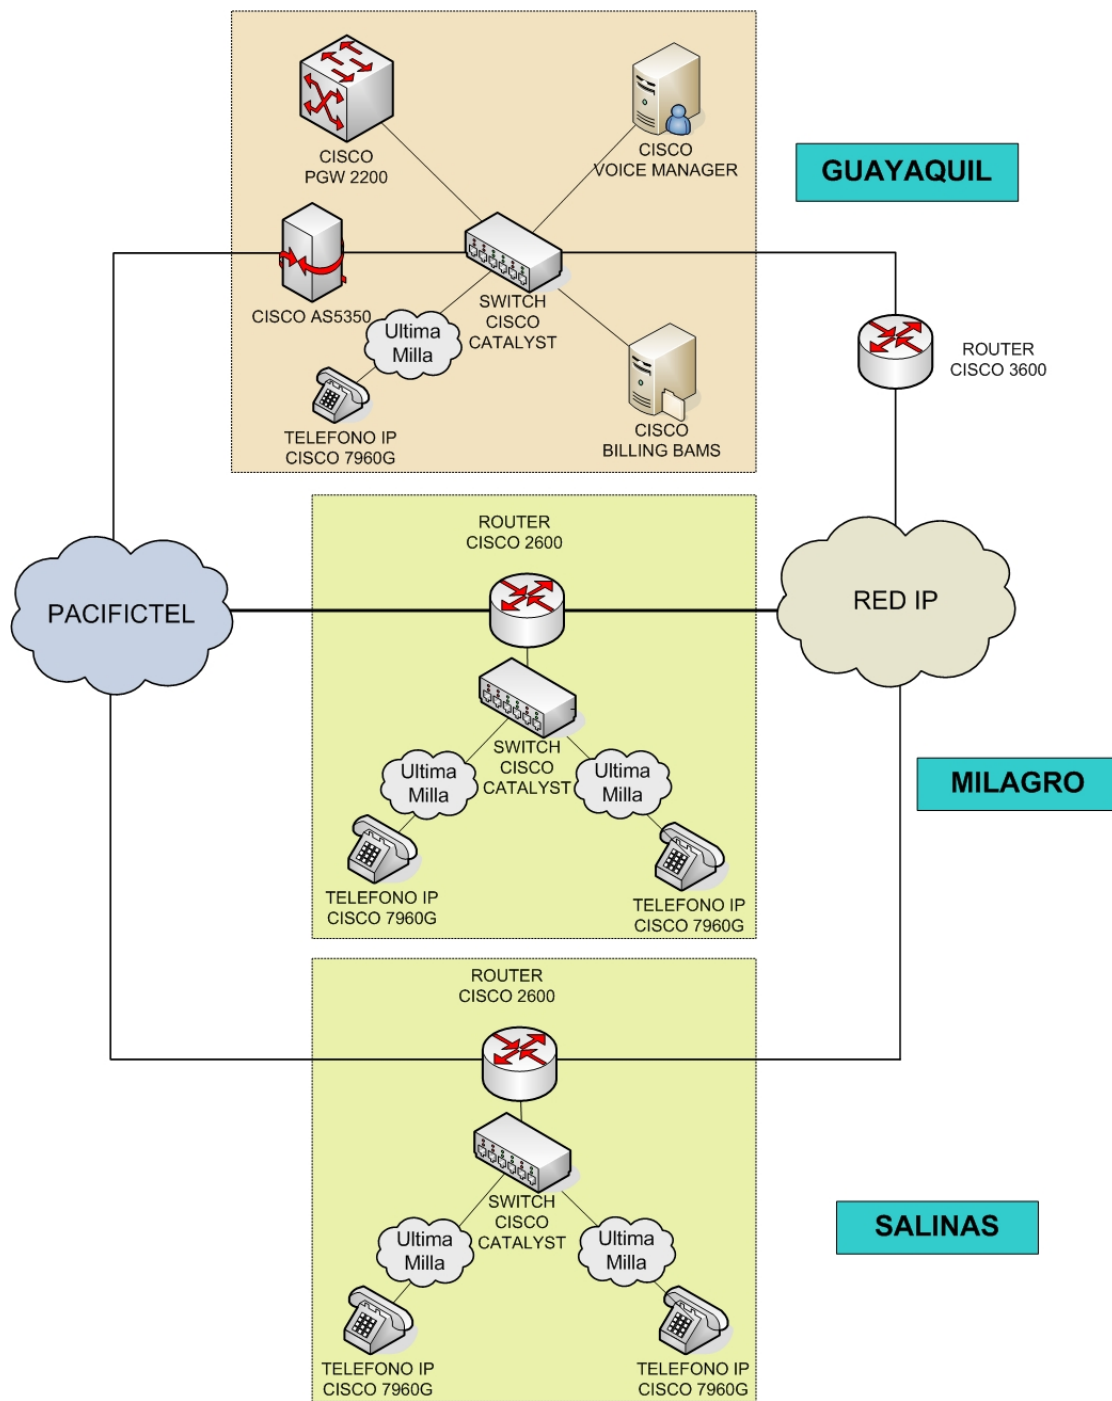 CISCO
PGW 2200
CISCO
VOICE MANAGER
GUAYAQUIL
CISCO AS5350
SWITCH
CISCO
CATALYST
Ultima
Milla
ROUTER
CISCO 3600
TELEFONO IP
CISCO 7960G
CISCO
BILLING BAMS
ROUTER
CISCO 2600
PACIFICTEL
RED IP
SWITCH
CISCO
CATALYST
Ultima
Milla
Ultima
Milla
MILAGRO
TELEFONO IP
CISCO 7960G
TELEFONO IP
CISCO 7960G
ROUTER
CISCO 2600
SWITCH
CISCO
CATALYST
Ultima
Milla
Ultima
Milla
SALINAS
TELEFONO IP
CISCO 7960G
TELEFONO IP
CISCO 7960G